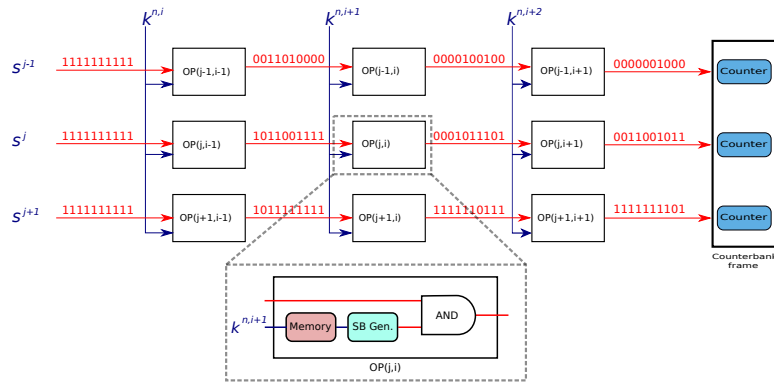 k^{n,i} k^{n,i+1} k^{n,i+2}
s^{j-1} 1111111111 OP(j-1,i-1) 0011010000 OP(j-1,i) 0000100100 OP(j-1,i+1) 0000001000 Counter
s^{j} 1111111111 OP(j,i-1) 1011001111 OP(j,i) 0001011101 OP(j,i+1) 0011001011 Counter
s^{j+1} 1111111111 OP(j+1,i-1) 1011111111 OP(j+1,i) 1111110111 OP(j+1,i+1) 1111111101 Counter
Counterbank
frame
k^{n,i+1} Memory SB Gen. AND
OP(j,i)